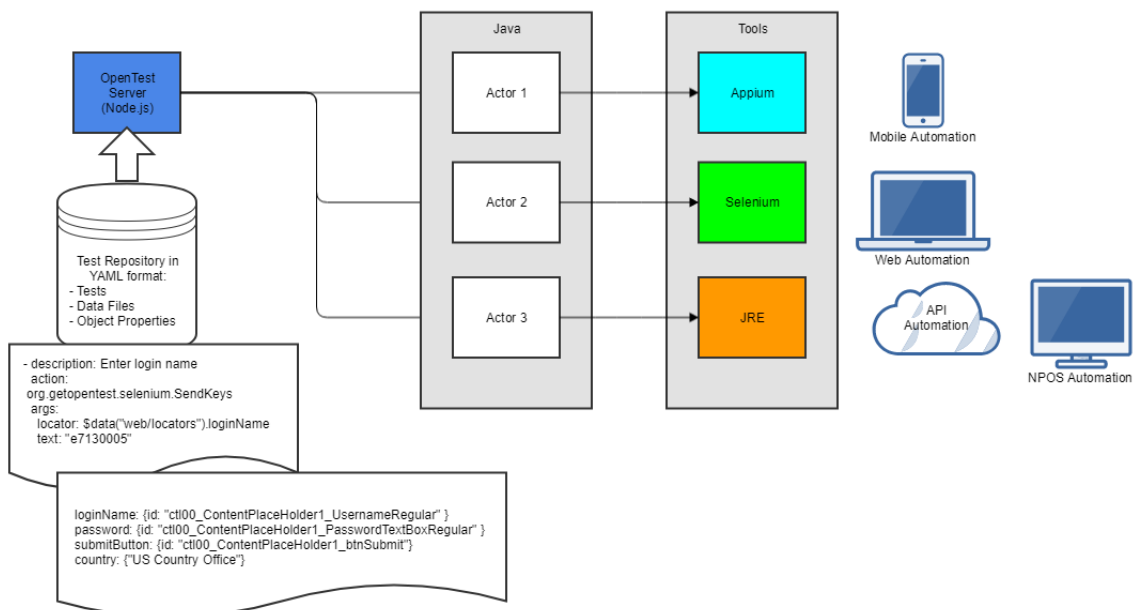 Java
Tools
OpenTest
Server
(Node.js)
Actor 1
Appium
Mobile Automation
Actor 2
Selenium
Web Automation
Test Repository in
YAML format:
- Tests
- Data Files
- Object Properties
Actor 3
JRE
API
Automation
NPOS Automation
- description: Enter login name
action:
org.getopentest.selenium.SendKeys
args:
locator: $data("web/locators").loginName
text: "e7130005"
loginName: {id: "ctl00_ContentPlaceHolder1_UsernameRegular" }
password: {id: "ctl00_ContentPlaceHolder1_PasswordTextBoxRegular" }
submitButton: {id: "ctl00_ContentPlaceHolder1_btnSubmit"}
country: {"US Country Office"}